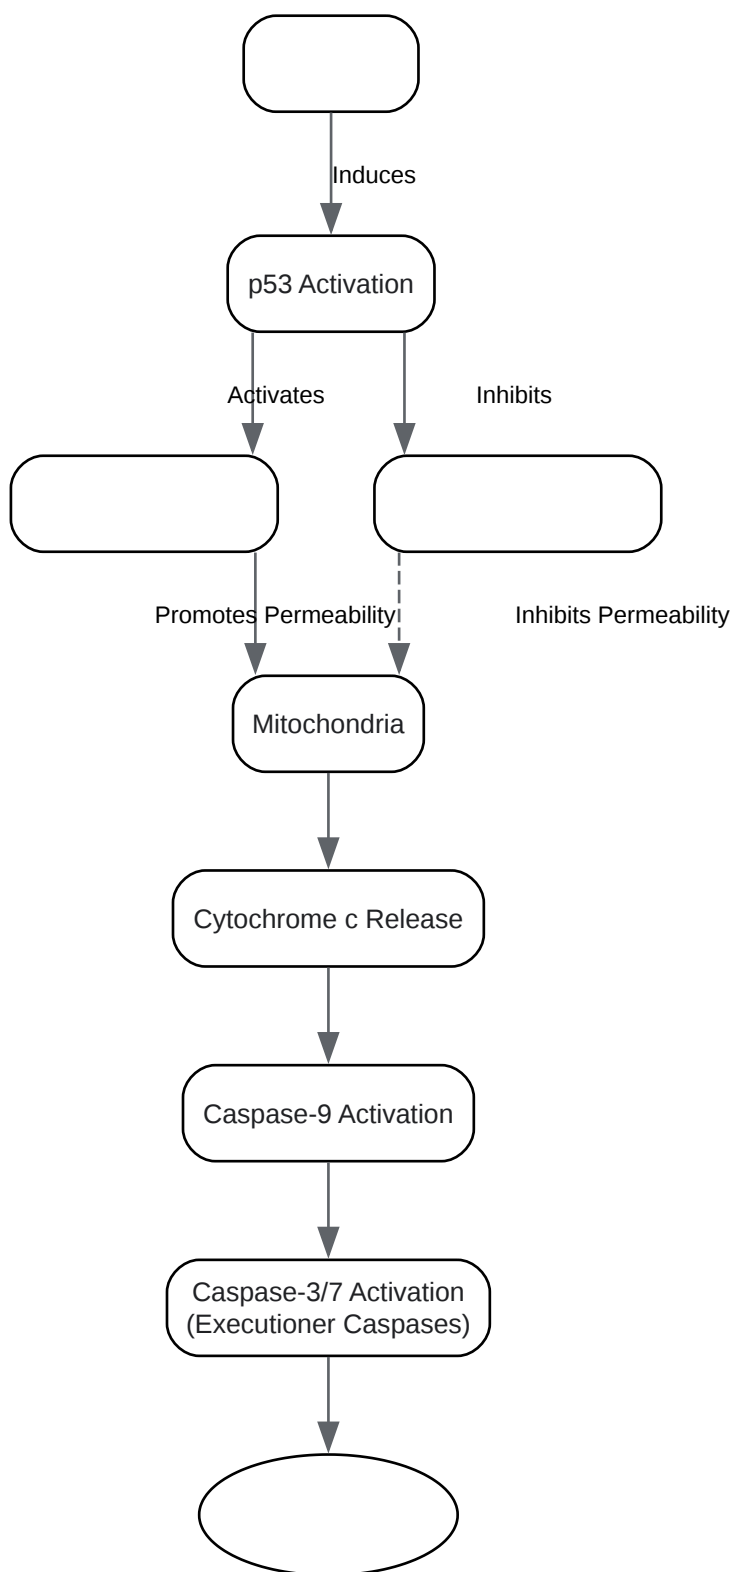 Induces
p53 Activation
Activates
Inhibits
Promotes Permeability
Inhibits Permeability
Mitochondria
Cytochrome c Release
Caspase-9 Activation
Caspase-3/7 Activation
(Executioner Caspases)